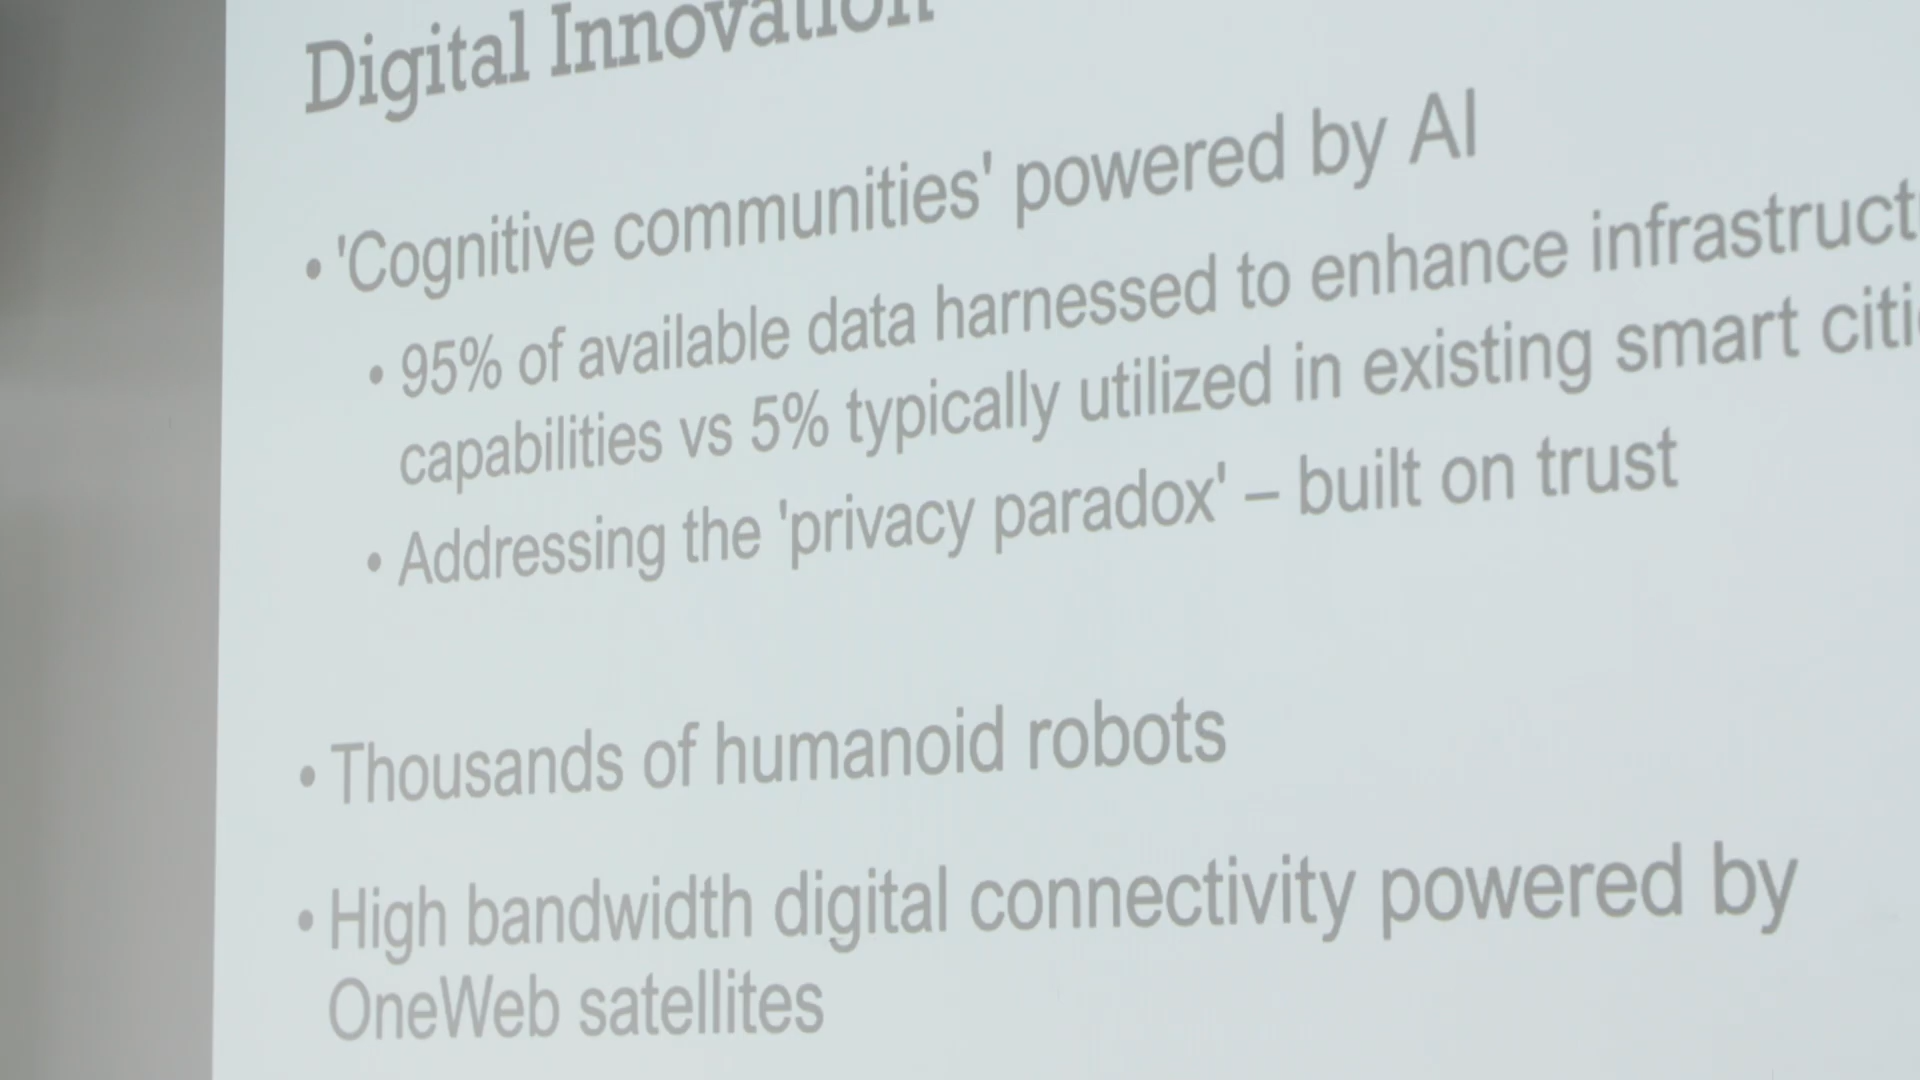 Digital Innovation
• 'Cognitive communities' powered by AI
• 95% of available data harnessed to enhance infrastruct
capabilities vs 5% typically utilized in existing smart citi
• Addressing the 'privacy paradox' – built on trust
• Thousands of humanoid robots
• High bandwidth digital connectivity powered by
OneWeb satellites